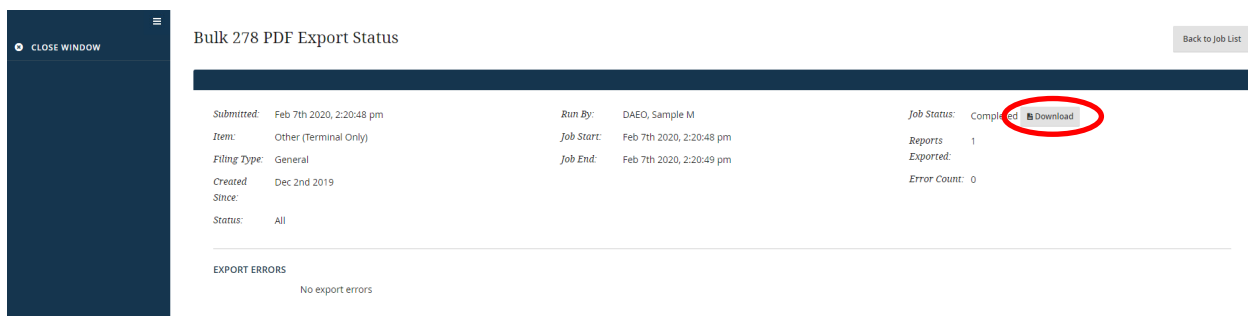 CLOSE WINDOW
Bulk 278 PDF Export Status
Back to Job List
Submitted: Feb 7th 2020, 2:20:48 pm
Item: Other (Terminal Only)
Filing Type: General
Created Since: Dec 2nd 2019
Status: All
Run By: DAEO, Sample M
Job Start: Feb 7th 2020, 2:20:48 pm
Job End: Feb 7th 2020, 2:20:49 pm
Job Status: Completed Download
Reports Exported: 1
Error Count: 0
EXPORT ERRORS
No export errors